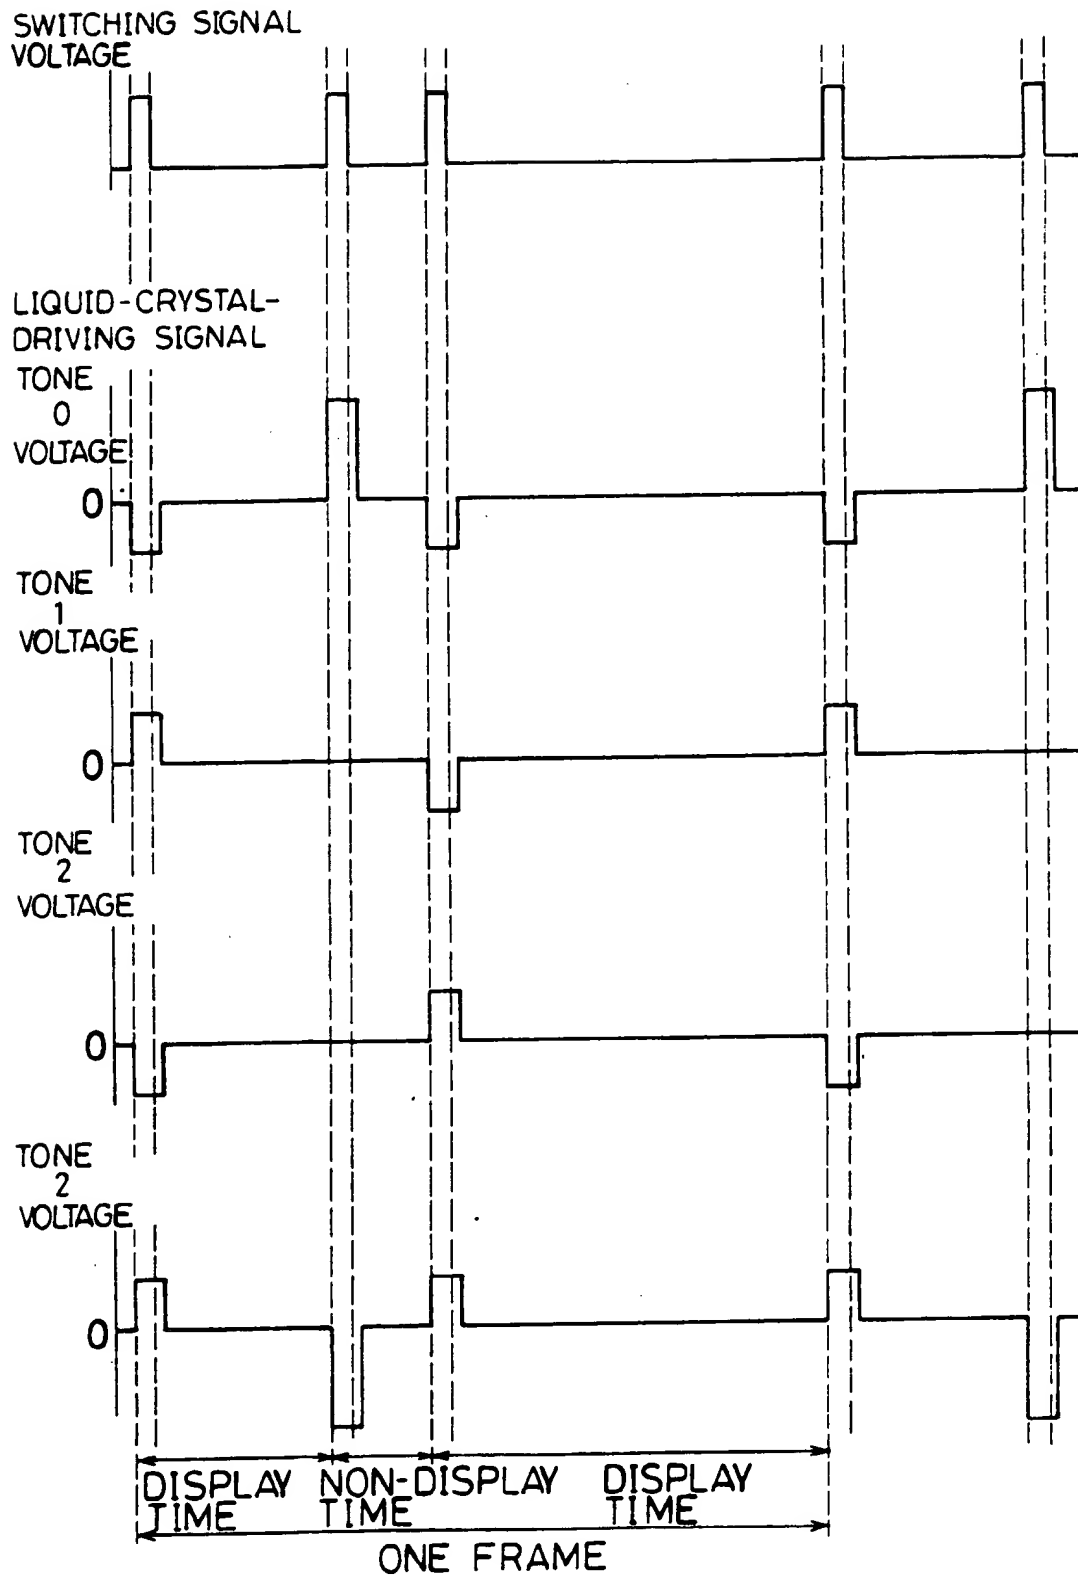 SWITCHING SIGNAL
VOLTAGE
LIQUID-CRYSTAL-
DRIVING SIGNAL
TONE
0
VOLTAGE
0
TONE
1
VOLTAGE
0
TONE
2
VOLTAGE
0
TONE
2
VOLTAGE
0
DISPLAY TIME
NON-DISPLAY TIME
DISPLAY TIME
ONE FRAME